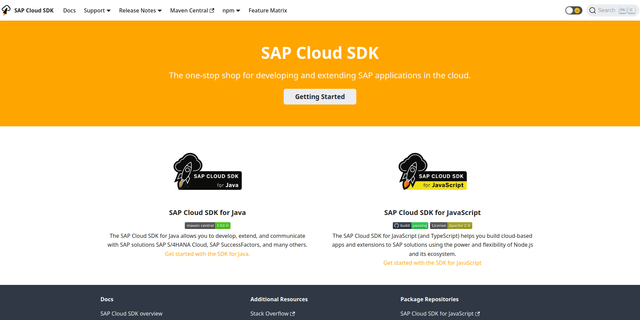 SAP Cloud SDK Docs Support Release Notes Maven Central npm Feature Matrix Search
SAP Cloud SDK
The one-stop shop for developing and extending SAP applications in the cloud.
Getting Started
SAP CLOUD SDK
for Java
SAP CLOUD SDK
for JavaScript
SAP Cloud SDK for Java
SAP Cloud SDK for JavaScript
maven central
build passing License Apache 2.0
The SAP Cloud SDK for Java allows you to develop, extend, and communicate
with SAP solutions SAP S/4HANA Cloud, SAP SuccessFactors, and many others.
Get started with the SDK for Java.
The SAP Cloud SDK for JavaScript (and TypeScript) helps you build cloud-based
apps and extensions to SAP solutions using the power and flexibility of Node.js
and its ecosystem.
Get started with the SDK for JavaScript
Docs
Additional Resources
Package Repositories
SAP Cloud SDK overview
Stack Overflow
SAP Cloud SDK for JavaScript